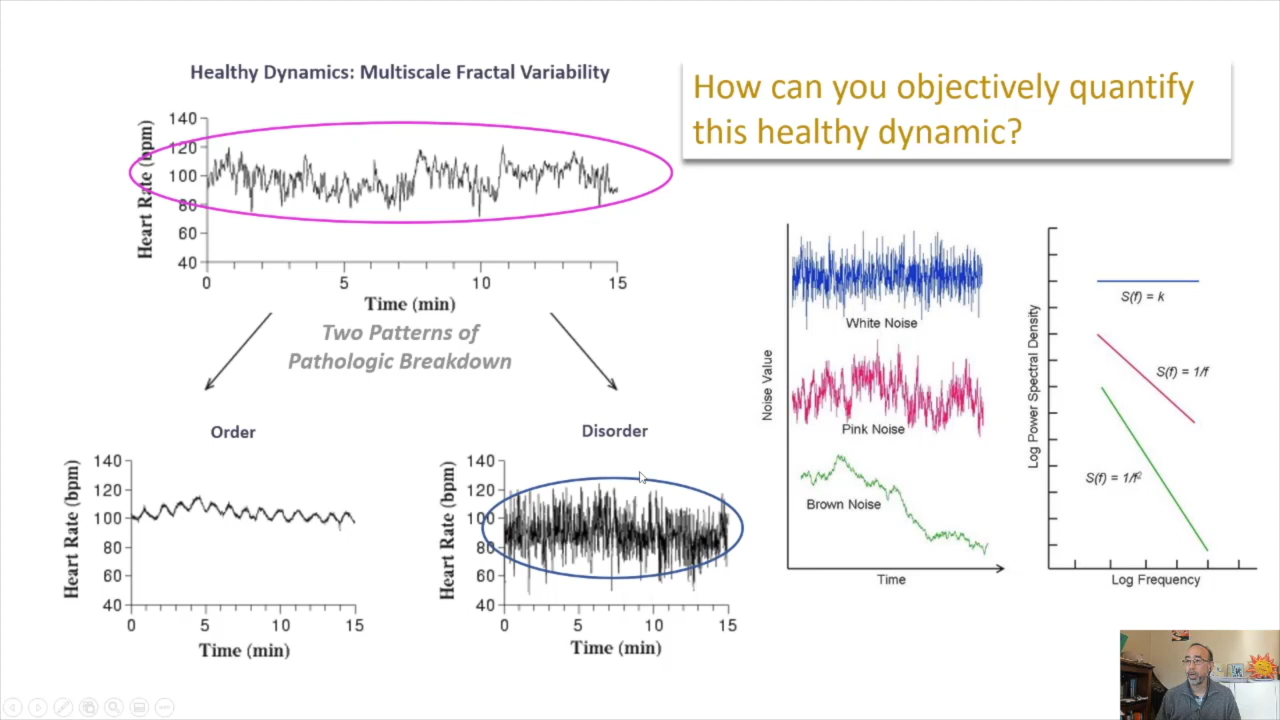 Healthy Dynamics: Multiscale Fractal Variability
How can you objectively quantify
this healthy dynamic?
Heart Rate (bpm)
140
120
100
80
60
40
0
5
10
15
Time (min)
Two Patterns of
Pathologic Breakdown
Order
Heart Rate (bpm)
140
120
100
80
60
40
0
5
10
15
Time (min)
Disorder
Heart Rate (bpm)
140
120
100
80
60
40
0
5
10
15
Time (min)
Noise Value
White Noise
Pink Noise
Brown Noise
Time
Log Power Spectral Density
S(f) = k
S(f) = 1/f
S(f) = 1/f²
Log Frequency